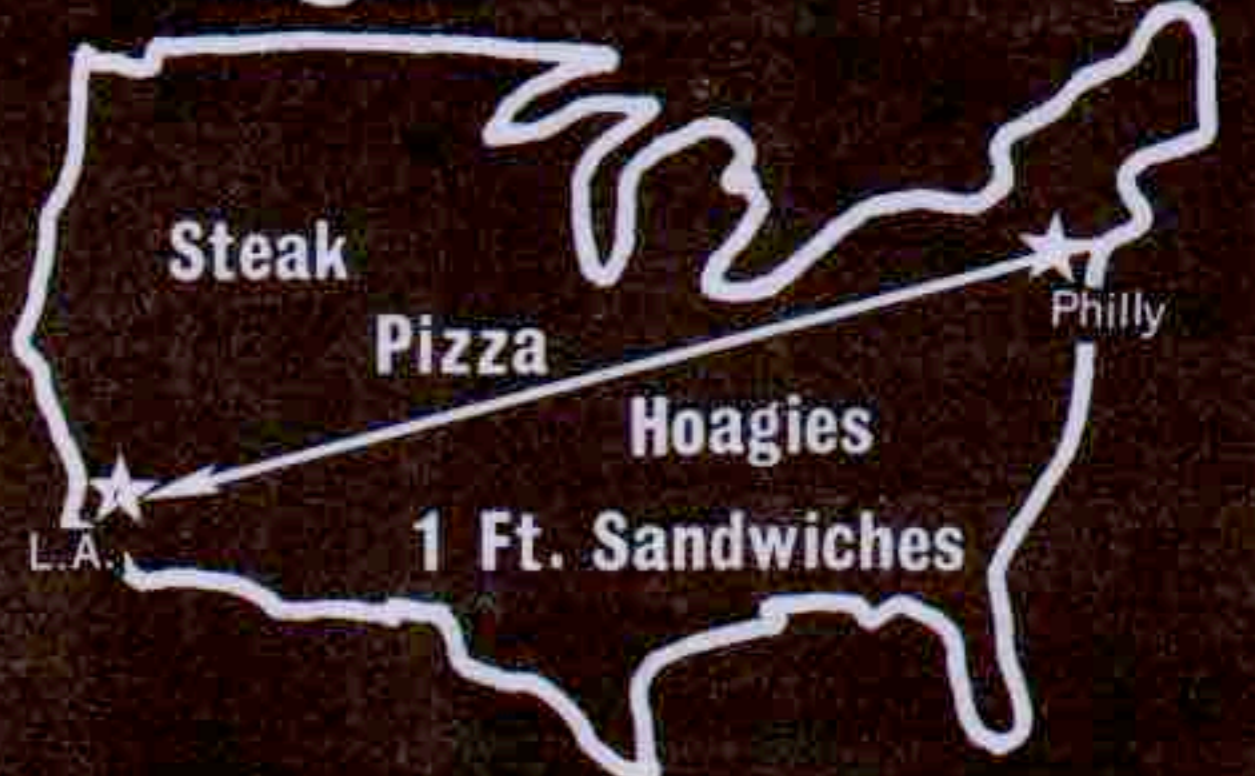 Steak
Philly
Pizza
Hoagies
L.A.
1 Ft. Sandwiches